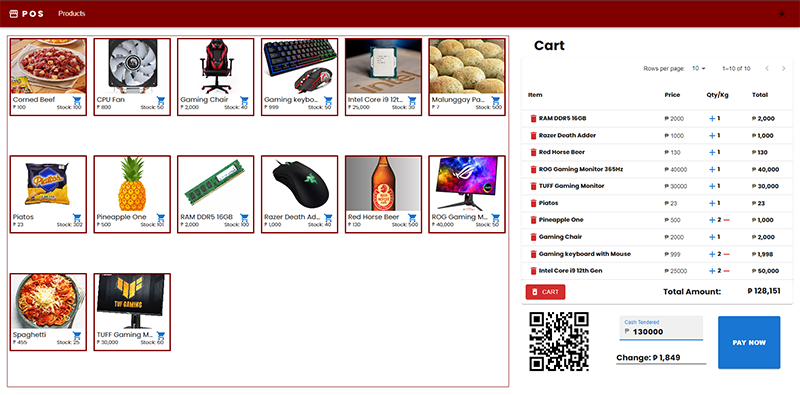 POS Products
Corned Beef
₱ 100 Stock: 100
CPU Fan
₱ 800 Stock: 50
Gaming Chair
₱ 2,000 Stock: 40
Gaming keybo...
₱ 999 Stock: 50
Intel Core i9 12t...
₱ 25,000 Stock: 30
Malunggay Pa...
₱ 7 Stock: 500
Piatos
₱ 23 Stock: 302
Pineapple One
₱ 500 Stock: 101
RAM DDR5 16GB
₱ 2,000 Stock: 100
Razer Death Ad...
₱ 1,000 Stock: 40
Red Horse Beer
₱ 130 Stock: 500
ROG Gaming M...
₱ 40,000 Stock: 50
Spaghetti
₱ 455 Stock: 25
TUF GAMING
TUFF Gaming M...
₱ 30,000 Stock: 60
Cart
Rows per page: 10 1–10 of 10
Item Price Qty/Kg Total
RAM DDR5 16GB ₱ 2000 + 1 ₱ 2,000
Razer Death Adder ₱ 1000 + 1 ₱ 1,000
Red Horse Beer ₱ 130 + 1 ₱ 130
ROG Gaming Monitor 365Hz ₱ 40000 + 1 ₱ 40,000
TUFF Gaming Monitor ₱ 30000 + 1 ₱ 30,000
Piatos ₱ 23 + 1 ₱ 23
Pineapple One ₱ 500 + 2 − ₱ 1,000
Gaming Chair ₱ 2000 + 1 ₱ 2,000
Gaming keyboard with Mouse ₱ 999 + 2 − ₱ 1,998
Intel Core i9 12th Gen ₱ 25000 + 2 − ₱ 50,000
CART Total Amount: ₱ 128,151
Cash Tendered
₱ 130000
PAY NOW
Change: ₱ 1,849